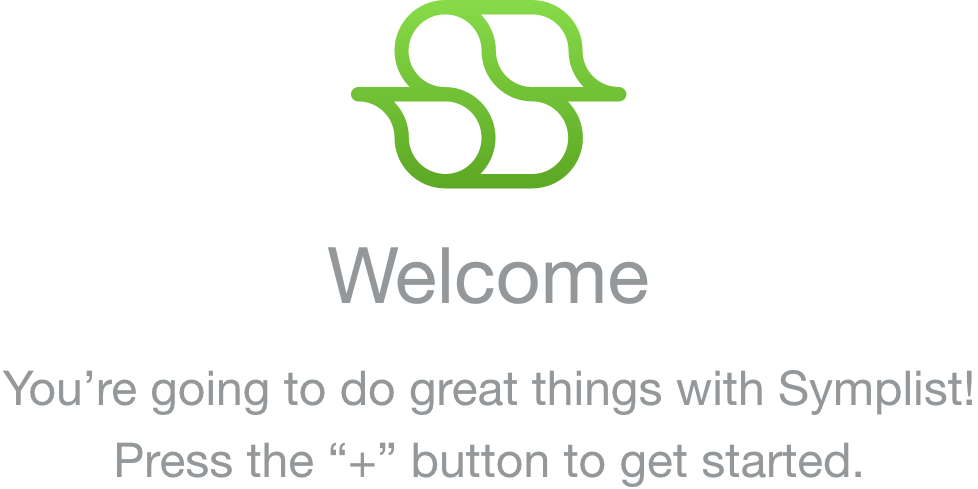 Welcome
You’re going to do great things with Symplist!
Press the “+” button to get started.